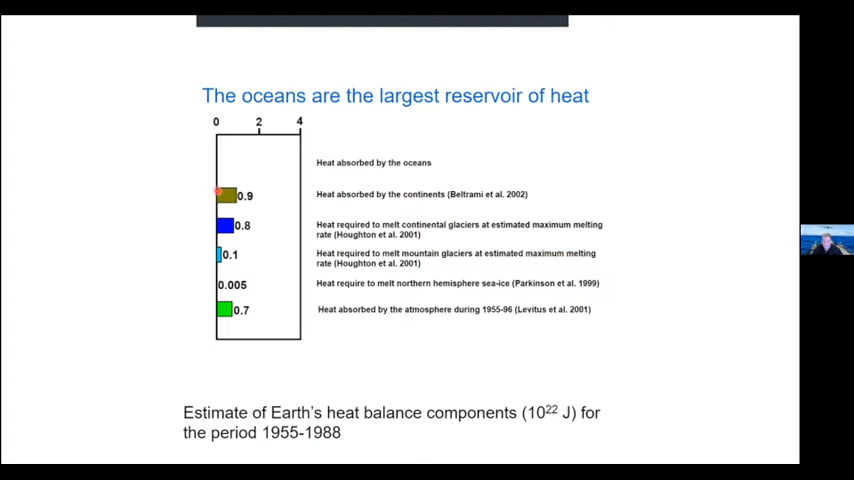 The oceans are the largest reservoir of heat
0 2 4
Heat absorbed by the oceans
0.9 Heat absorbed by the continents (Beltrami et al. 2002)
0.8 Heat required to melt continental glaciers at estimated maximum melting
rate (Houghton et al. 2001)
0.1 Heat required to melt mountain glaciers at estimated maximum melting
rate (Houghton et al. 2001)
0.005 Heat require to melt northern hemisphere sea-ice (Parkinson et al. 1999)
0.7 Heat absorbed by the atmosphere during 1955-96 (Levitus et al. 2001)
Estimate of Earth's heat balance components (10²² J) for
the period 1955-1988